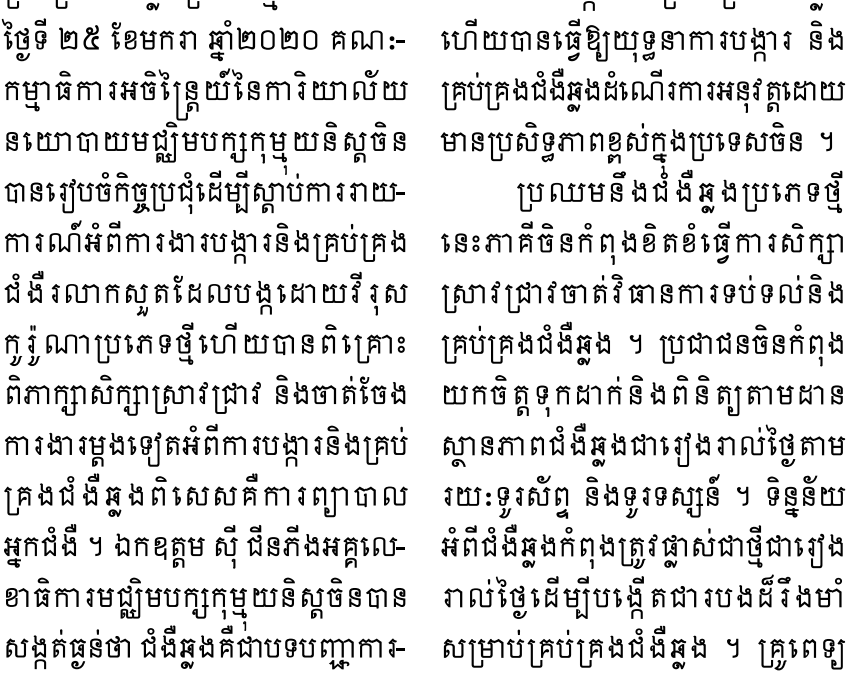 ថ្ងៃទី ២៥ ខែមករា ឆ្នាំ២០២០ គណៈ-
កម្មាធិការអចិន្ត្រៃយ៍នៃការិយាល័យ
នយោបាយមជ្ឈិមបក្សកុម្មុយនិស្តចិន
បានរៀបចំកិច្ចប្រជុំដើម្បីស្តាប់ការរាយ-
ការណ៍អំពីការងារបង្ការនិងគ្រប់គ្រង
ជំងឺរលាកសួតដែលបង្កដោយវីរុស
កូរ៉ូណាប្រភេទថ្មីហើយបានពិគ្រោះ
ពិភាក្សាសិក្សាស្រាវជ្រាវ និងចាត់ចែង
ការងារម្តងទៀតអំពីការបង្ការនិងគ្រប់
គ្រងជំងឺឆ្លងពិសេសគឺការព្យាបាល
អ្នកជំងឺ ។ ឯកឧត្តម ស៊ី ជីនភីងអគ្គលេ-
ខាធិការមជ្ឈិមបក្សកុម្មុយនិស្តចិនបាន
សង្កត់ធ្ងន់ថា ជំងឺឆ្លងគឺជាបទបញ្ជាការ-
ហើយបានធ្វើឱ្យយុទ្ធនាការបង្ការ និង
គ្រប់គ្រងជំងឺឆ្លងដំណើរការអនុវត្តដោយ
មានប្រសិទ្ធភាពខ្ពស់ក្នុងប្រទេសចិន ។
ប្រឈមនឹងជំងឺឆ្លងប្រភេទថ្មី
នេះភាគីចិនកំពុងខិតខំធ្វើការសិក្សា
ស្រាវជ្រាវចាត់វិធានការទប់ទល់និង
គ្រប់គ្រងជំងឺឆ្លង ។ ប្រជាជនចិនកំពុង
យកចិត្តទុកដាក់និងពិនិត្យតាមដាន
ស្ថានភាពជំងឺឆ្លងជារៀងរាល់ថ្ងៃតាម
រយៈទូរស័ព្ទ និងទូរទស្សន៍ ។ ទិន្នន័យ
អំពីជំងឺឆ្លងកំពុងត្រូវផ្លាស់ជាថ្មីជារៀង
រាល់ថ្ងៃដើម្បីបង្កើតជារបងដ៏រឹងមាំ
សម្រាប់គ្រប់គ្រងជំងឺឆ្លង ។ គ្រូពេទ្យ